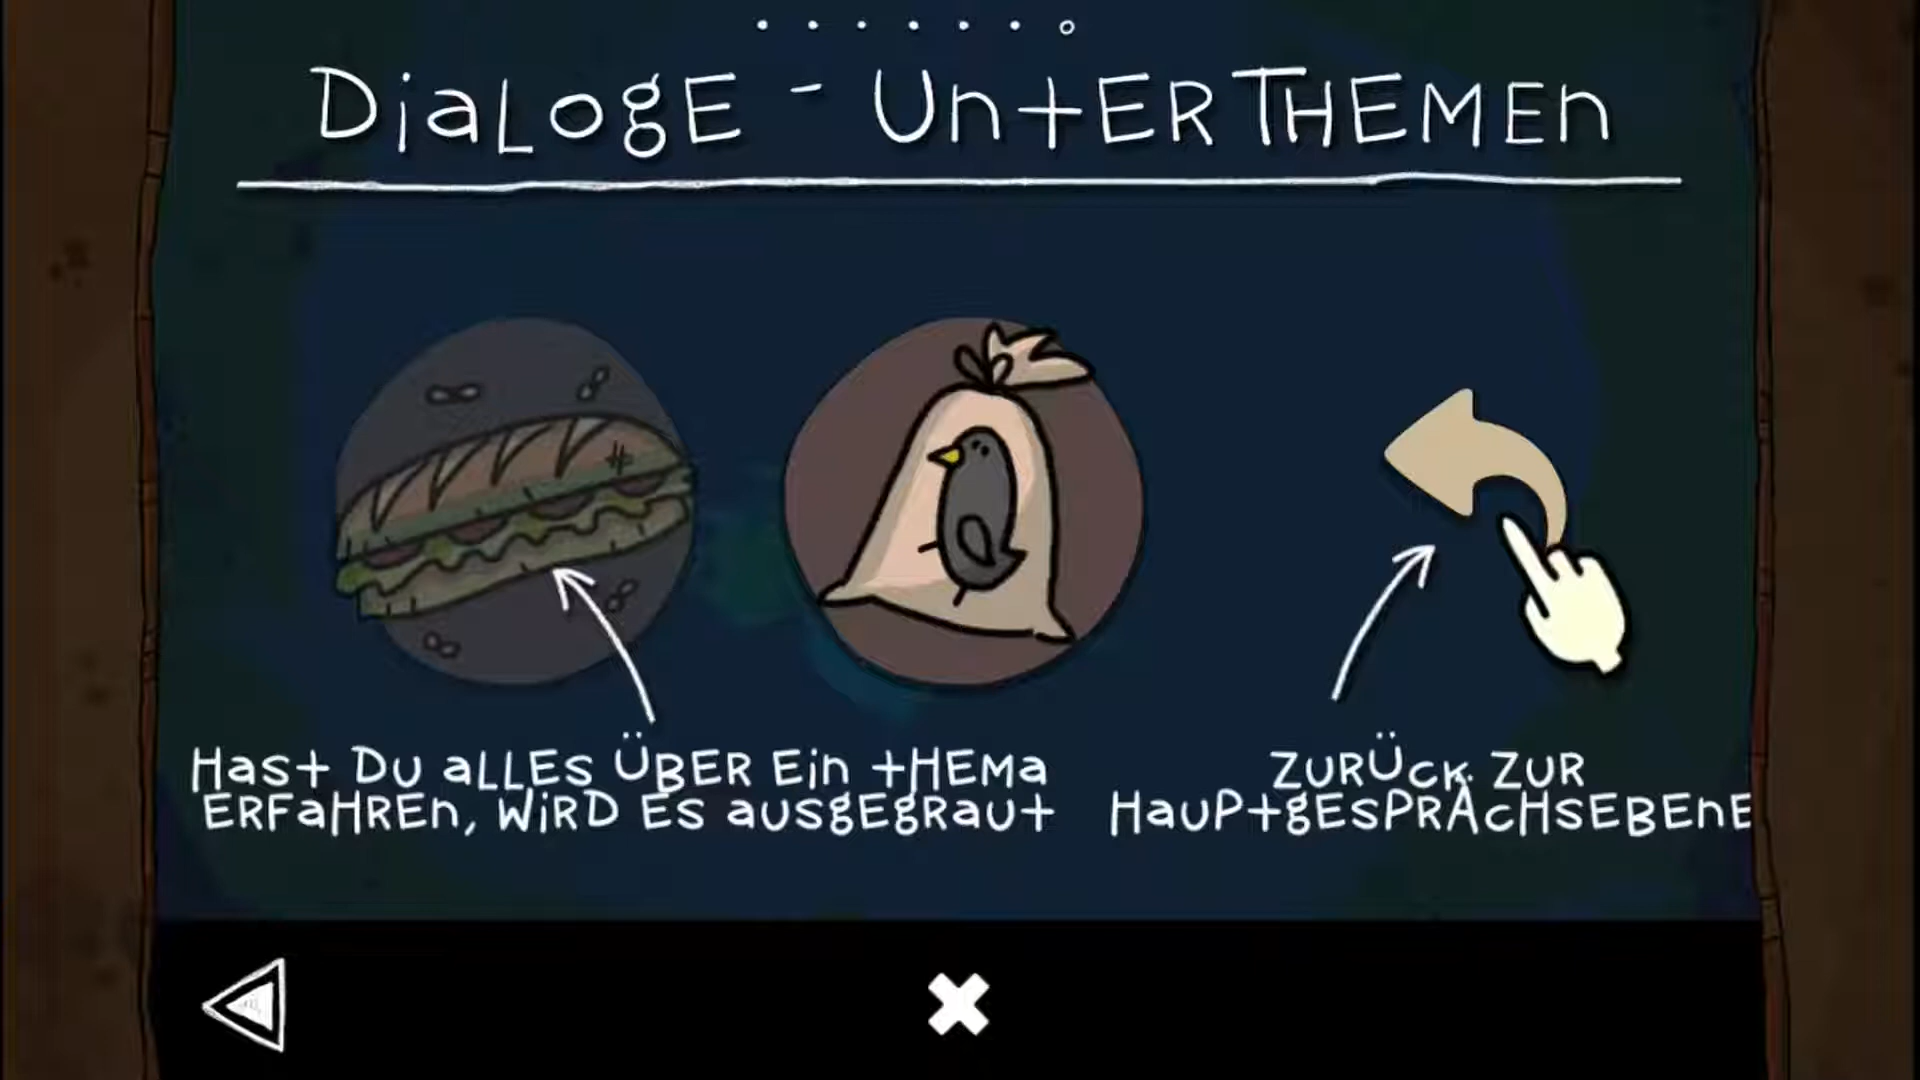 Dialoge - Unterthemen
Hast du alles über ein Thema
erfahren, wird es ausgegraut
Zurück zur
Hauptgesprächsebene